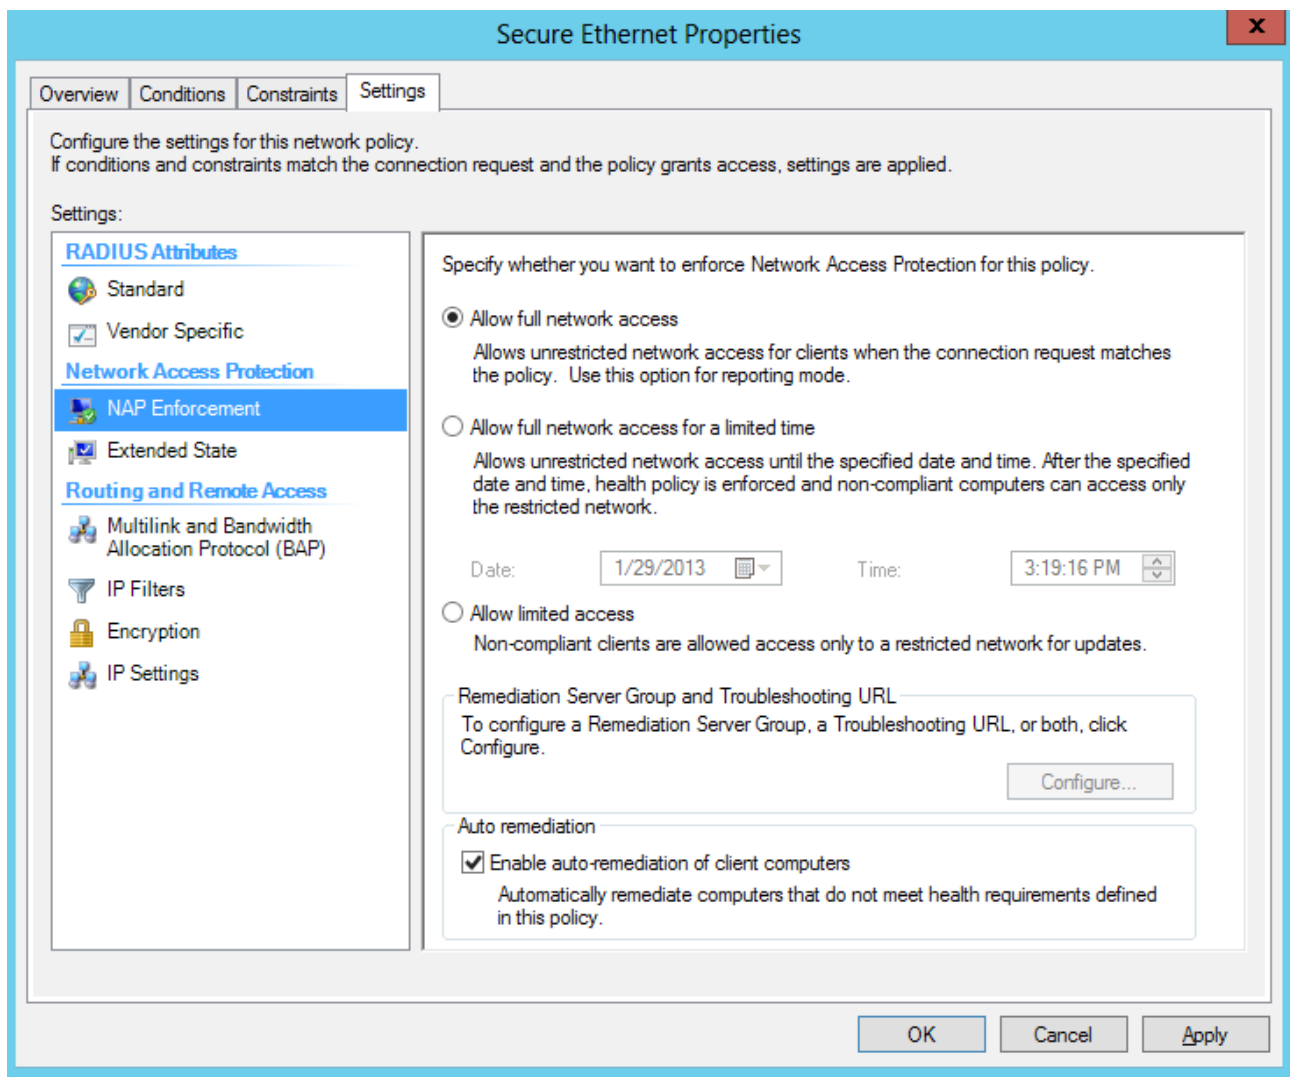 Secure Ethernet Properties
x
Overview
Conditions
Constraints
Settings
Configure the settings for this network policy.
If conditions and constraints match the connection request and the policy grants access, settings are applied.
Settings:
RADIUS Attributes
Standard
Vendor Specific
Network Access Protection
NAP Enforcement
Extended State
Routing and Remote Access
Multilink and Bandwidth
Allocation Protocol (BAP)
IP Filters
Encryption
IP Settings
Specify whether you want to enforce Network Access Protection for this policy.
Allow full network access
Allows unrestricted network access for clients when the connection request matches
the policy. Use this option for reporting mode.
Allow full network access for a limited time
Allows unrestricted network access until the specified date and time. After the specified
date and time, health policy is enforced and non-compliant computers can access only
the restricted network.
Date: 1/29/2013 Time: 3:19:16 PM
Allow limited access
Non-compliant clients are allowed access only to a restricted network for updates.
Remediation Server Group and Troubleshooting URL
To configure a Remediation Server Group, a Troubleshooting URL, or both, click
Configure.
Configure...
Auto remediation
Enable auto-remediation of client computers
Automatically remediate computers that do not meet health requirements defined
in this policy.
OK
Cancel
Apply